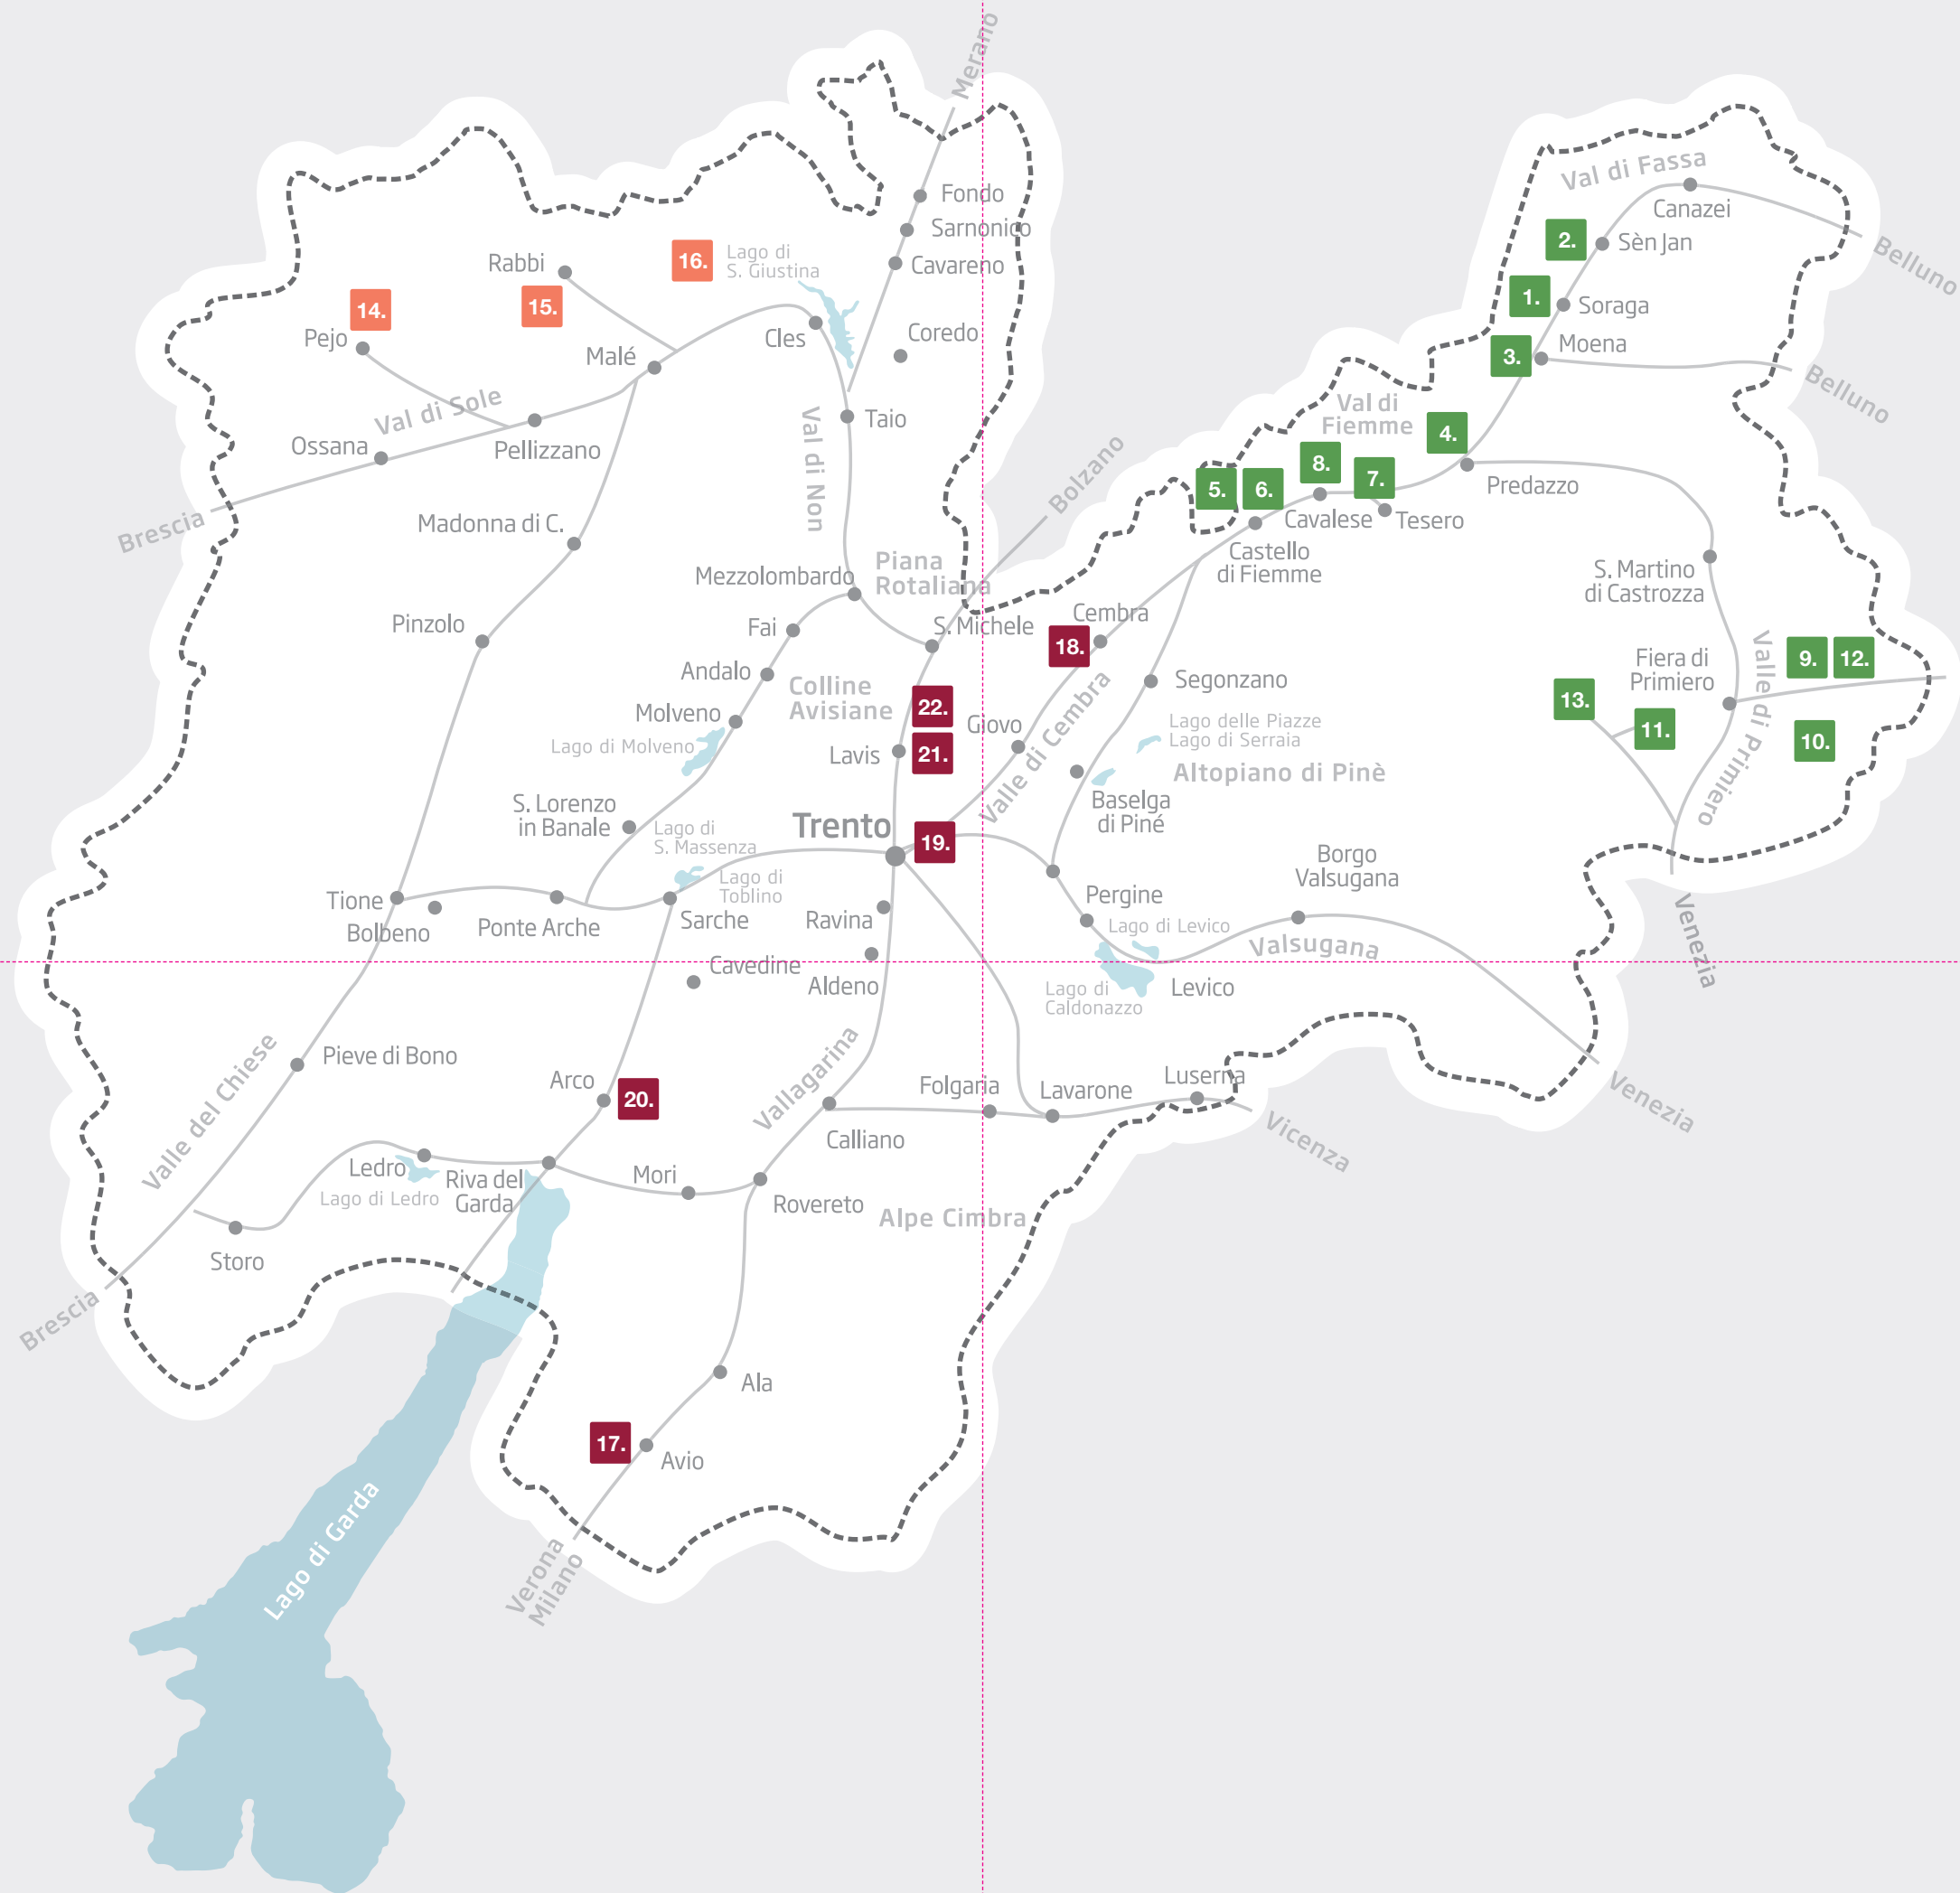 Merano
Val di Fassa
Canazei
Fondo
Sarnonico
Cavareno
2.
Sèn Jan
Belluno
Rabbi
16.
Lago di
S. Giustina
14.
15.
1.
Soraga
Pejo
Cles
Coredo
3.
Moena
Malé
Belluno
Val di Sole
Val di Non
Taio
Val di
Fiemme
4.
Ossana
Pellizzano
8.
7.
5.
6.
Predazzo
Bolzano
Brescia
Madonna di C.
Cavalese
Tesero
Castello
di Fiemme
Piana
Rotaliana
Mezzolombardo
S. Martino
di Castrozza
Pinzolo
Fai
S. Michele
Cembra
18.
Andalo
Segonzano
Fiera di
Primiero
Valle di Primiero
9.
12.
Colline
Avisiane
22.
13.
11.
10.
Molveno
Lago di Molveno
Giovo
Lago delle Piazze
Lago di Serraia
Lavis
21.
Valle di Cembra
Altopiano di Pinè
S. Lorenzo
in Banale
Baselga
di Piné
Trento
19.
Lago di
S. Massenza
Lago di
Toblino
Borgo
Valsugana
Tione
Bolbeno
Ponte Arche
Sarche
Ravina
Pergine
Lago di Levico
Valsugana
Venezia
Cavedine
Aldeno
Lago di
Caldonazzo
Levico
Valle del Chiese
Pieve di Bono
Vallagarina
Arco
20.
Folgaria
Lavarone
Luserna
Venezia
Calliano
Vicenza
Ledro
Lago di Ledro
Riva del
Garda
Mori
Rovereto
Alpe Cimbra
Storo
Brescia
Ala
17.
Avio
Lago di Garda
Verona
Milano